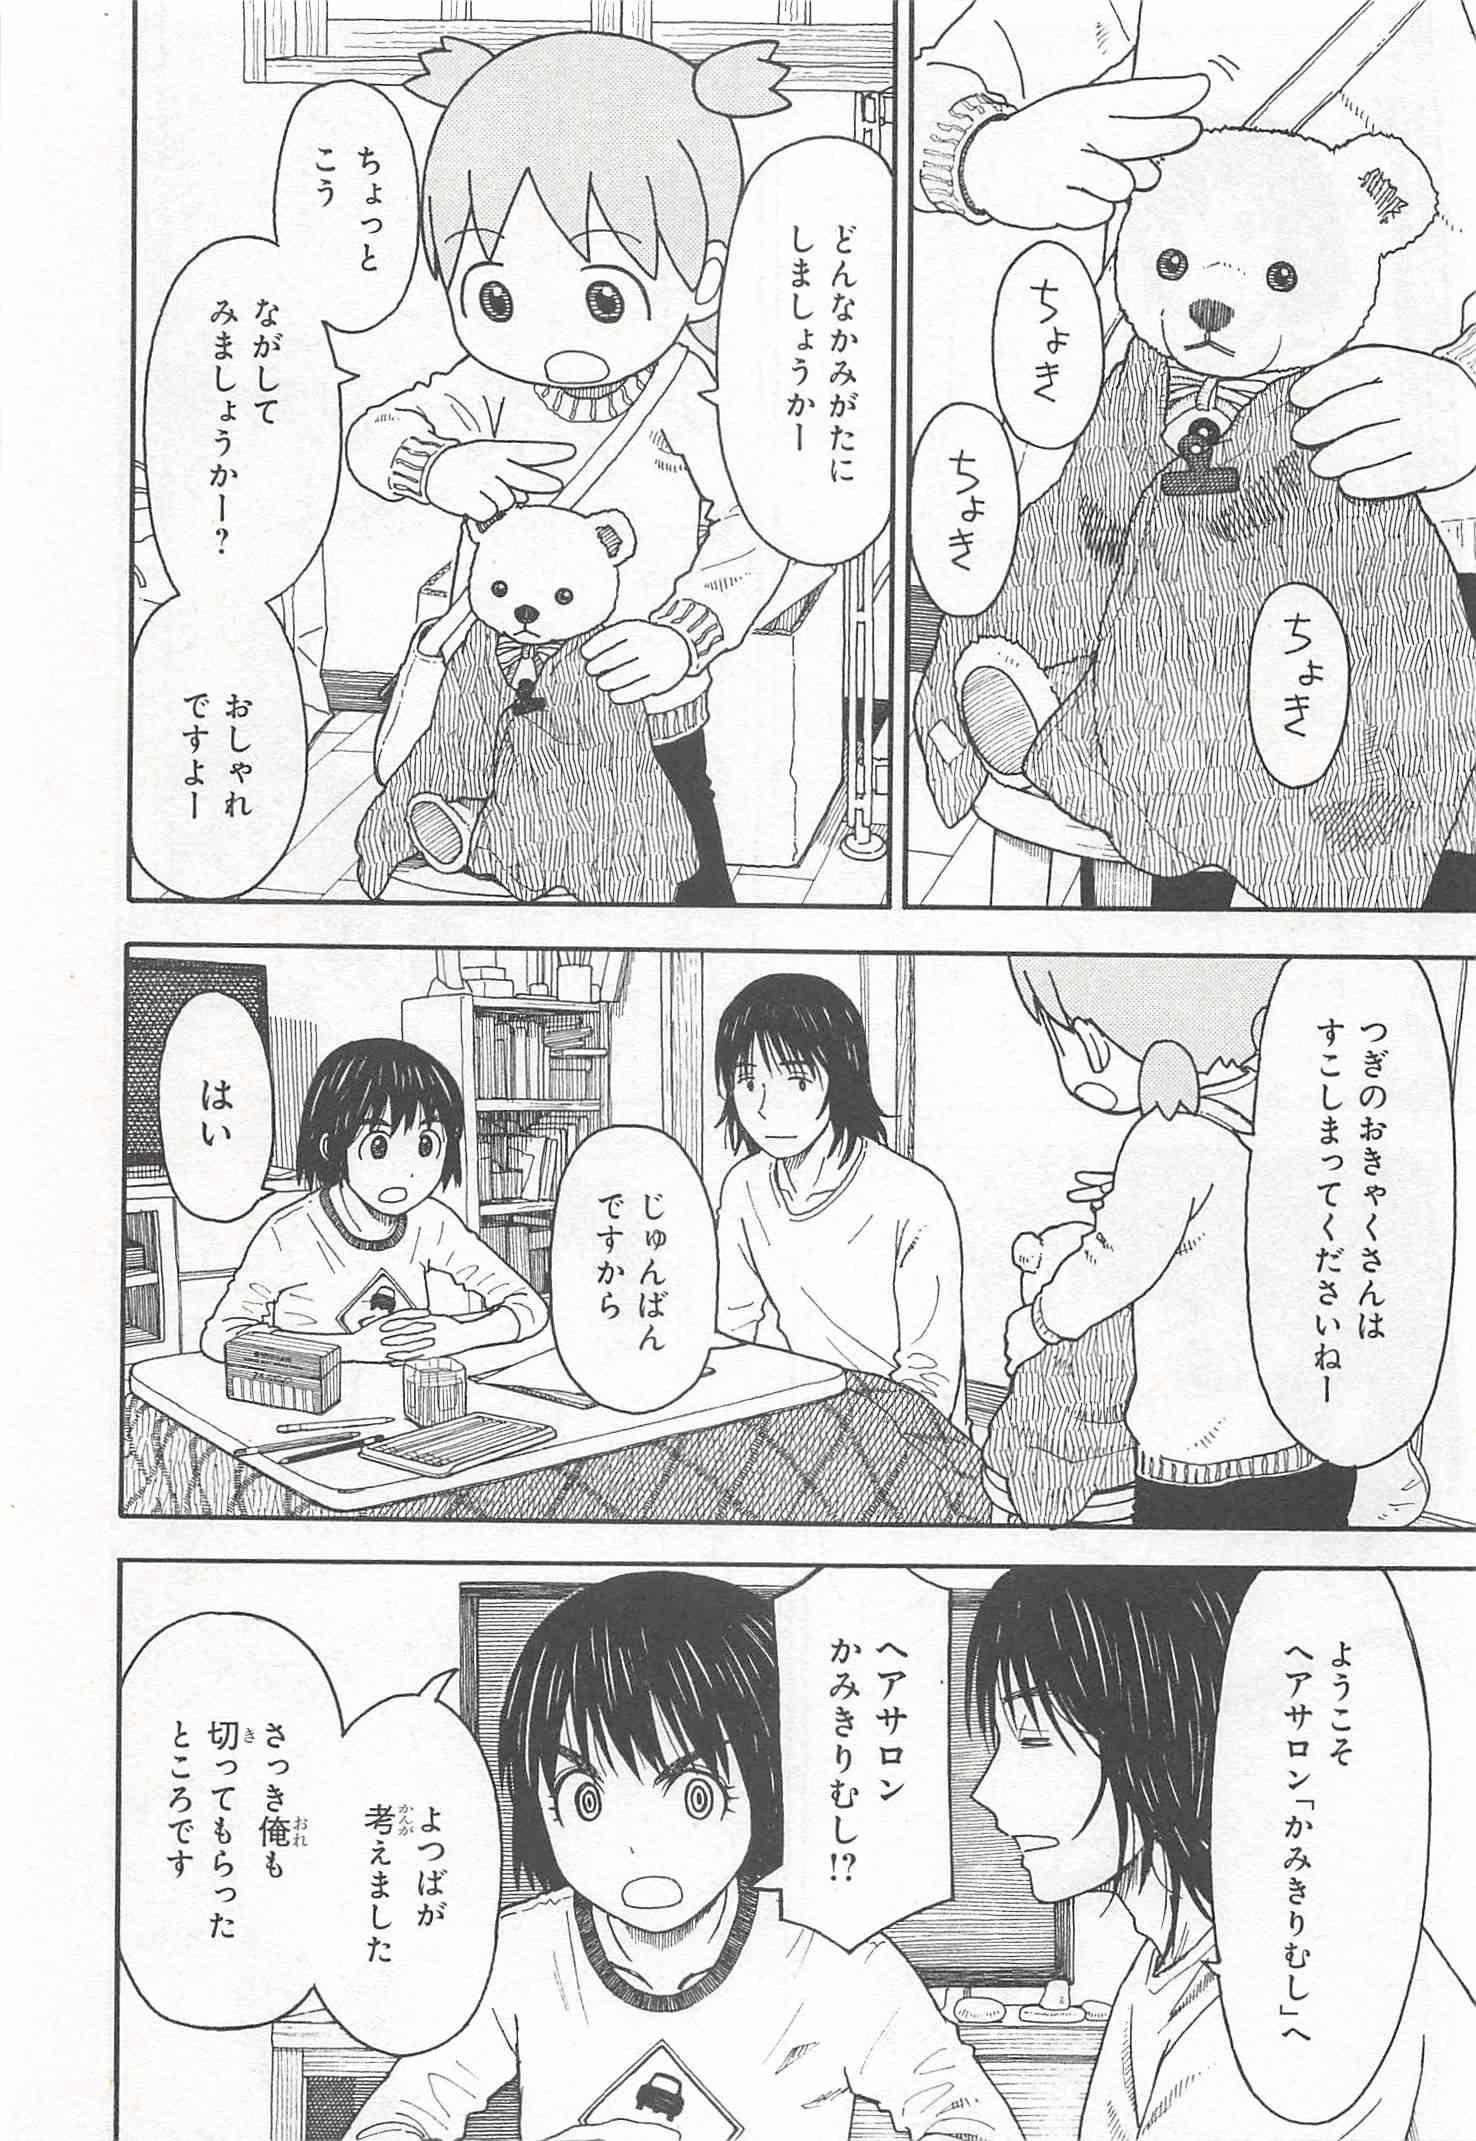 ちょき
ちょき
ちょき
どんなかみがたに
しましょうかー
ちょっと
こう
ながして
みましょうかー？
おしゃれ
ですよー
つぎのおきゃくさんは
すこしまってくださいねー
じゅんばん
ですから
はい
ようこそ
ヘアサロン「かみきりむし」へ
ヘアサロン
かみきりむし!?
よつばが
考えました
かんが
さっき俺も
おれ
切ってもらった
き
ところです